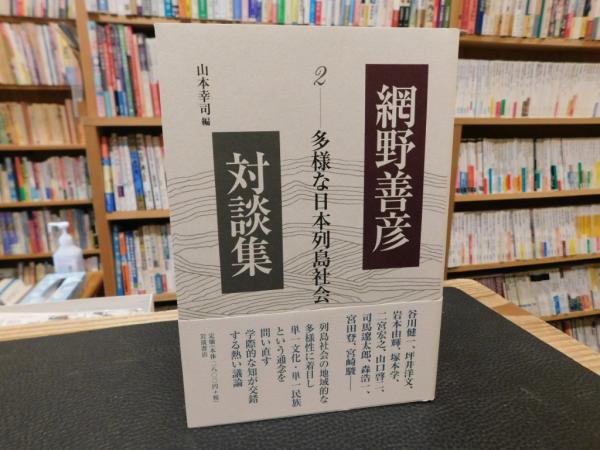 網野善彦
対談集
2——多様な日本列島社会
山本幸司 編
谷川健一、坪井洋文、
岩本由輝、塚本学、
二宮宏之、山口啓二、
司馬遼太郎、森浩一、
宮田登、宮崎駿——
列島社会の地域的な
多様性に着目し
単一文化・単一民族
という通念を
問い直す
学際的な知が交錯
する熱い議論
岩波書店